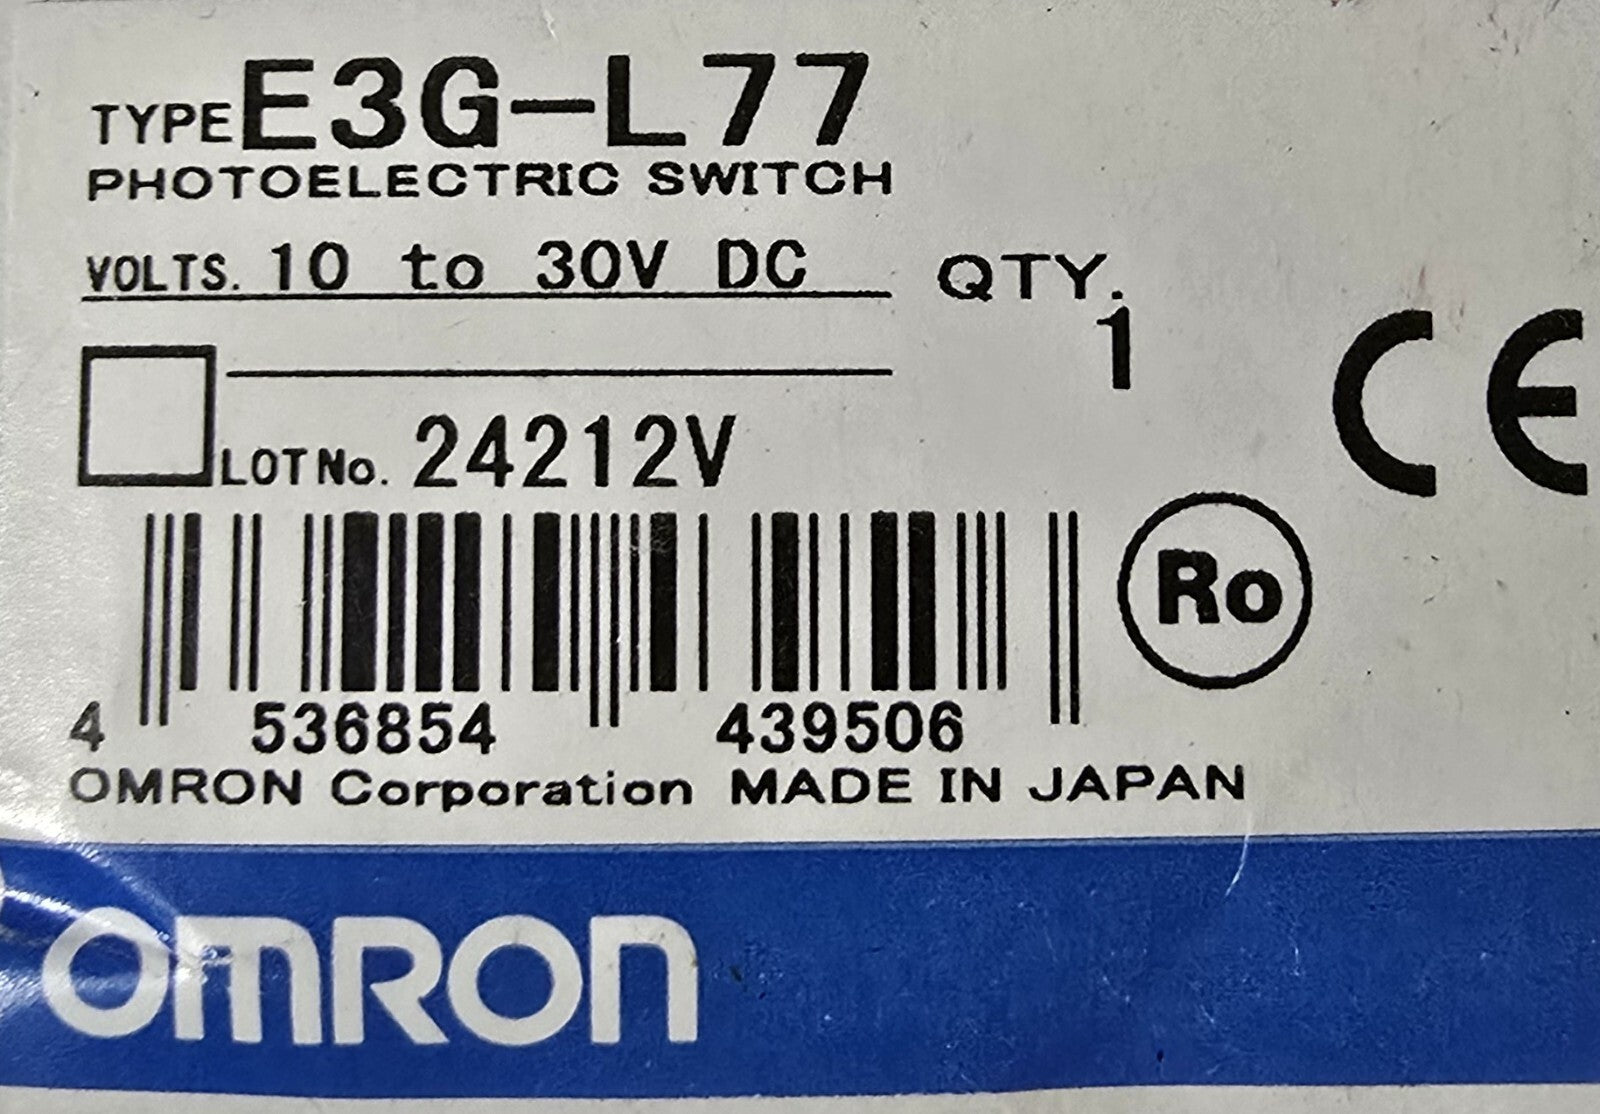 TYPE E3G-L77
PHOTOELECTRIC SWITCH
VOLTS. 10 to 30V DC QTY.
1
CE
LOT No. 24212V
Ro
4 536854 439506
OMRON Corporation MADE IN JAPAN
OMRON